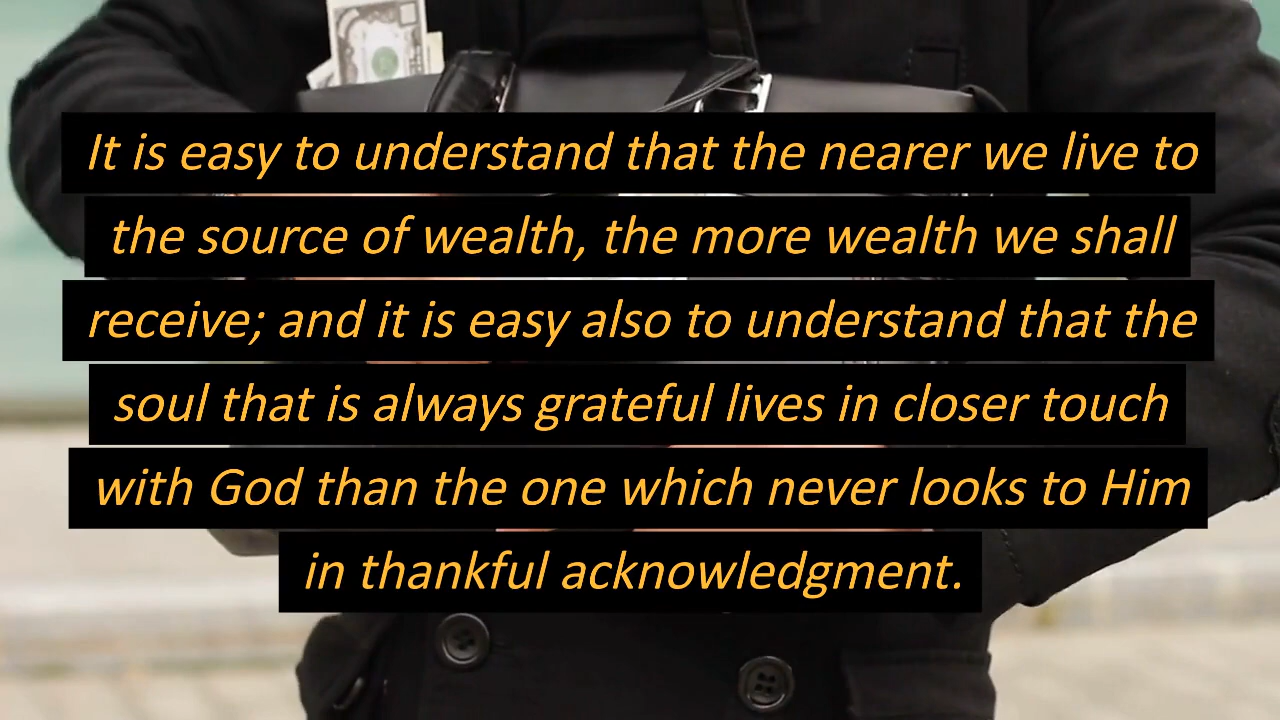 It is easy to understand that the nearer we live to
the source of wealth, the more wealth we shall
receive; and it is easy also to understand that the
soul that is always grateful lives in closer touch
with God than the one which never looks to Him
in thankful acknowledgment.